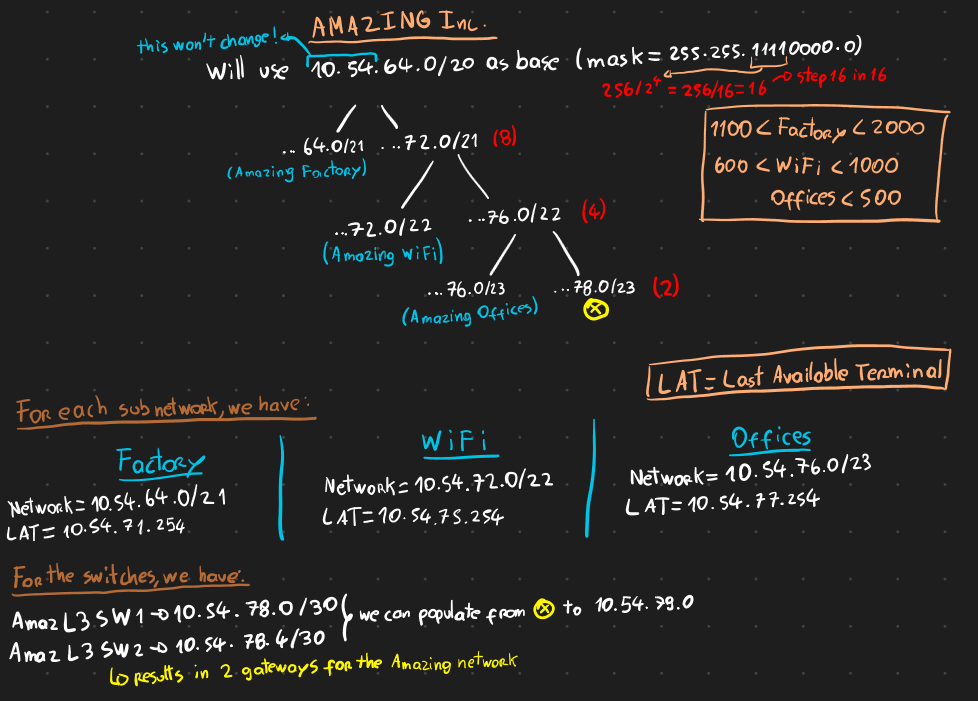 AMAZING Inc.
this won't change!
Will use 10.54.64.0/20 as base (mask = 255.255.11110000.0)
256/2⁴ = 256/16 = 16 → step 16 in 16
... 64.0/21 ...72.0/21 (8)
(Amazing Factory)
1100 < Factory < 2000
600 < WiFi < 1000
Offices < 500
...72.0/22 ...76.0/22 (4)
(Amazing WiFi)
...76.0/23 ...78.0/23 (2)
(Amazing Offices) ⊗
LAT = Last Available Terminal
For each subnetwork, we have:
Factory
Network = 10.54.64.0/21
LAT = 10.54.71.254
WiFi
Network = 10.54.72.0/22
LAT = 10.54.75.254
Offices
Network = 10.54.76.0/23
LAT = 10.54.77.254
For the switches, we have:
Amaz L3 SW1 → 10.54.78.0/30
Amaz L3 SW2 → 10.54.78.4/30
we can populate from ⊗ to 10.54.79.0
↳ results in 2 gateways for the Amazing network